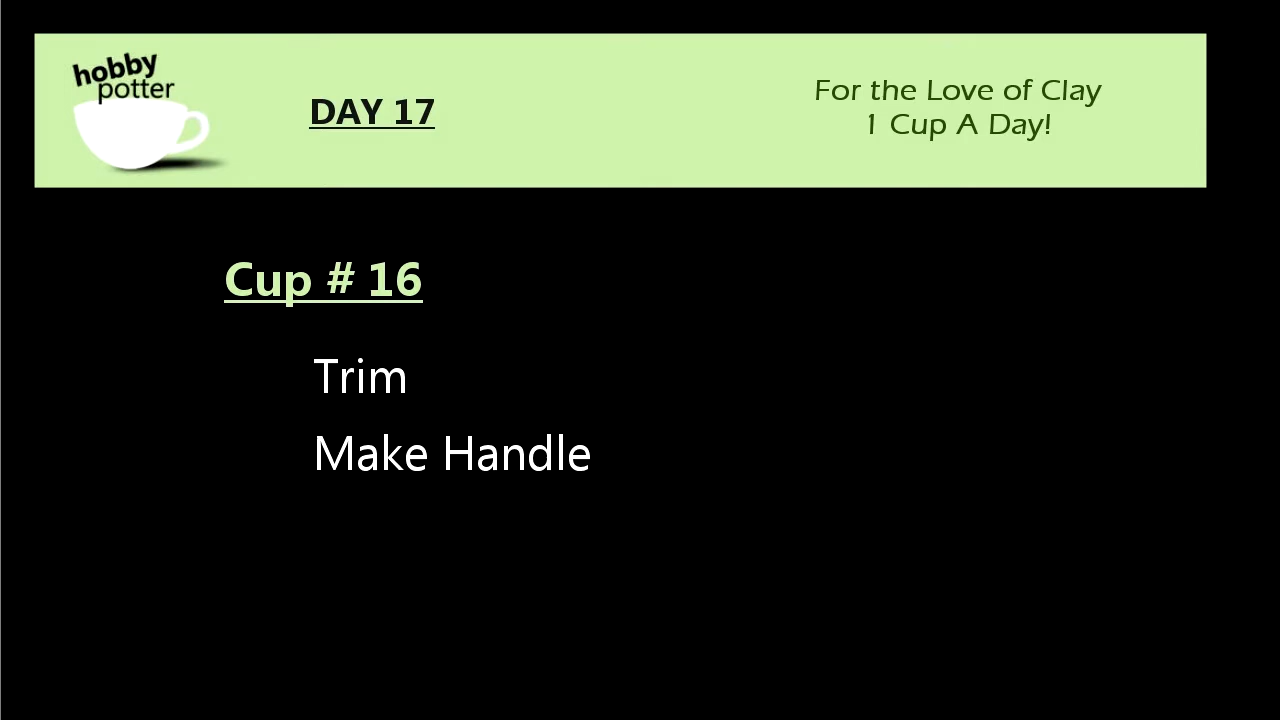 hobby
potter
DAY 17
For the Love of Clay
1 Cup A Day!
Cup # 16
Trim
Make Handle